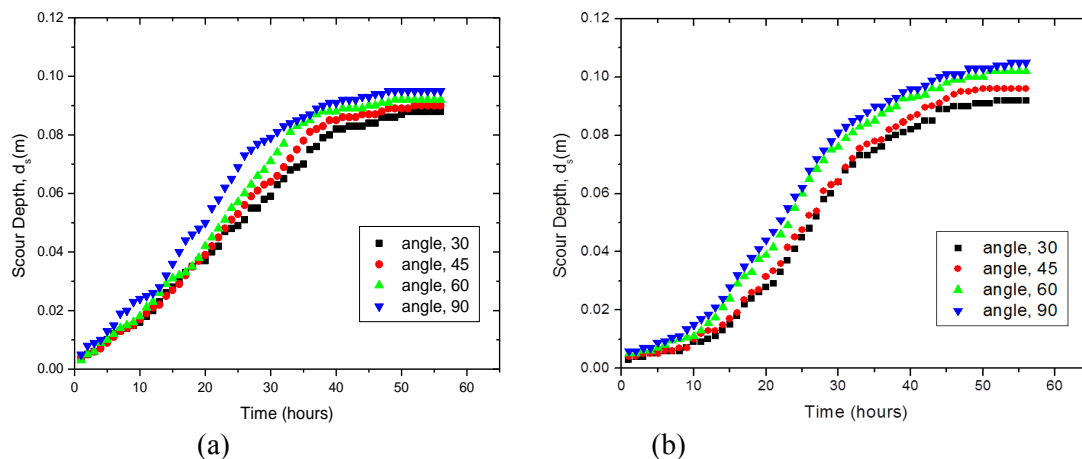 0.12
0.10
0.08
0.06
0.04
0.02
0.00
Scour Depth, ds(m)
angle, 30
angle, 45
angle, 60
angle, 90
0 10 20 30 40 50 60
Time (hours)
(a)
0.12
0.10
0.08
0.06
0.04
0.02
0.00
Scour Depth, ds(m)
angle, 30
angle, 45
angle, 60
angle, 90
0 10 20 30 40 50 60
Time (hours)
(b)